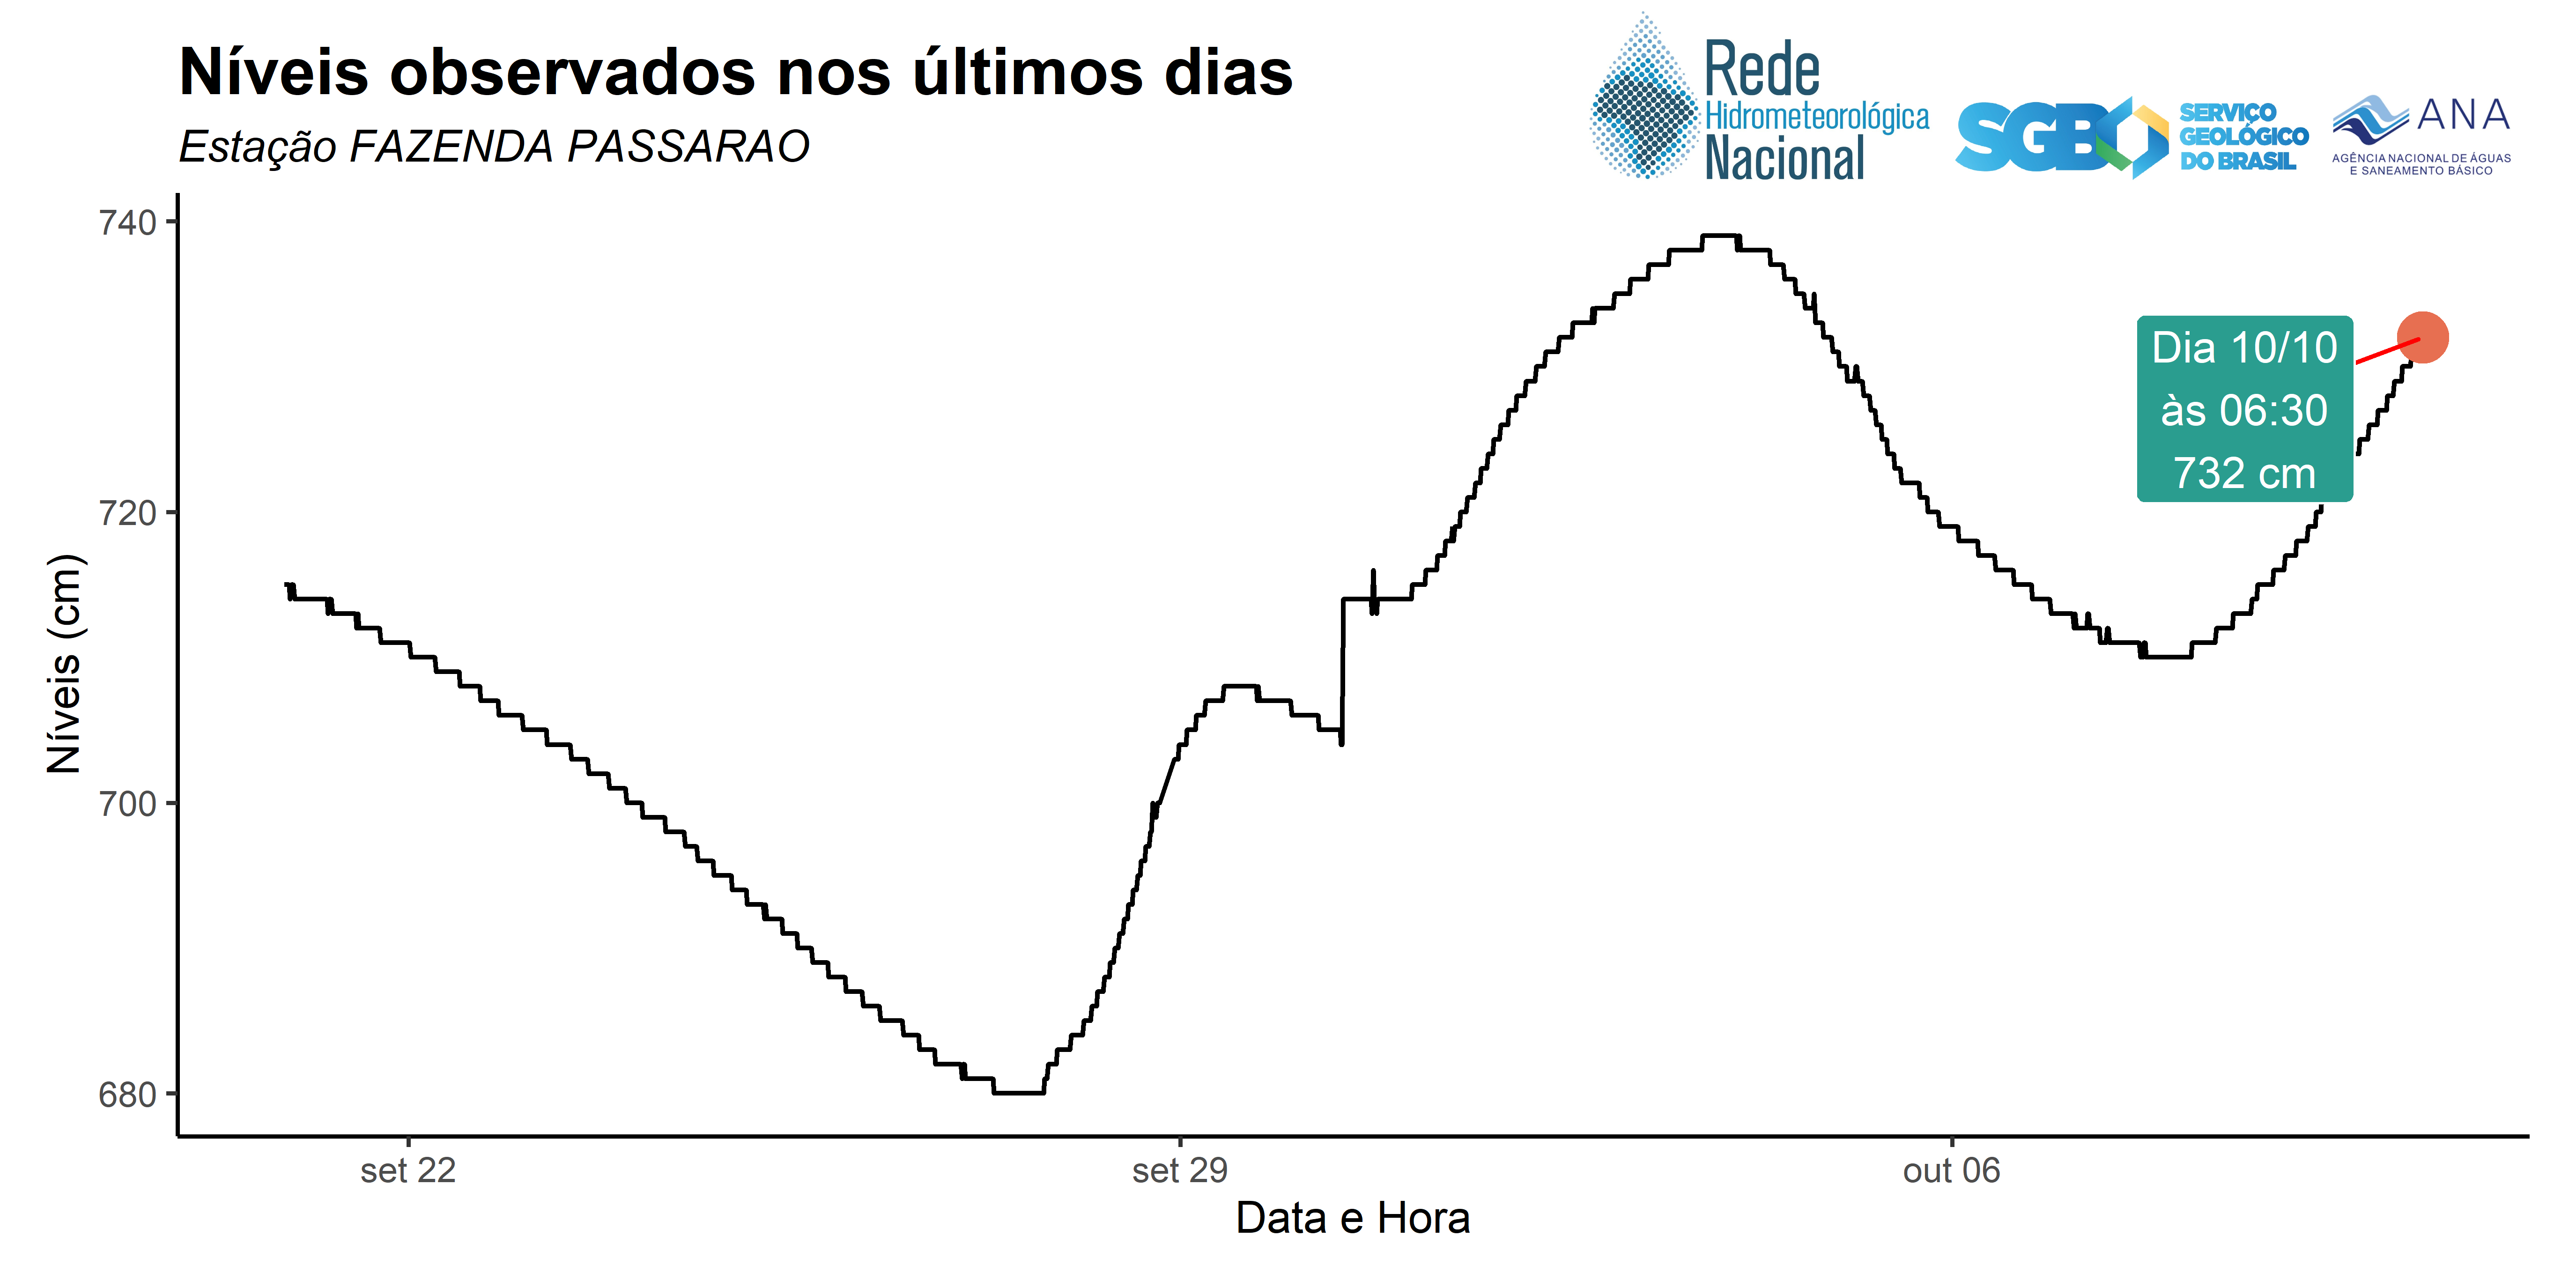 Níveis observados nos últimos dias
Estação FAZENDA PASSARAO
Rede
Hidrometeorológica
Nacional
SGB
SERVIÇO
GEOLÓGICO
DO BRASIL
ANA
AGÊNCIA NACIONAL DE ÁGUAS
E SANEAMENTO BÁSICO
740
720
700
680
Níveis (cm)
Dia 10/10
às 06:30
732 cm
set 22
set 29
out 06
Data e Hora